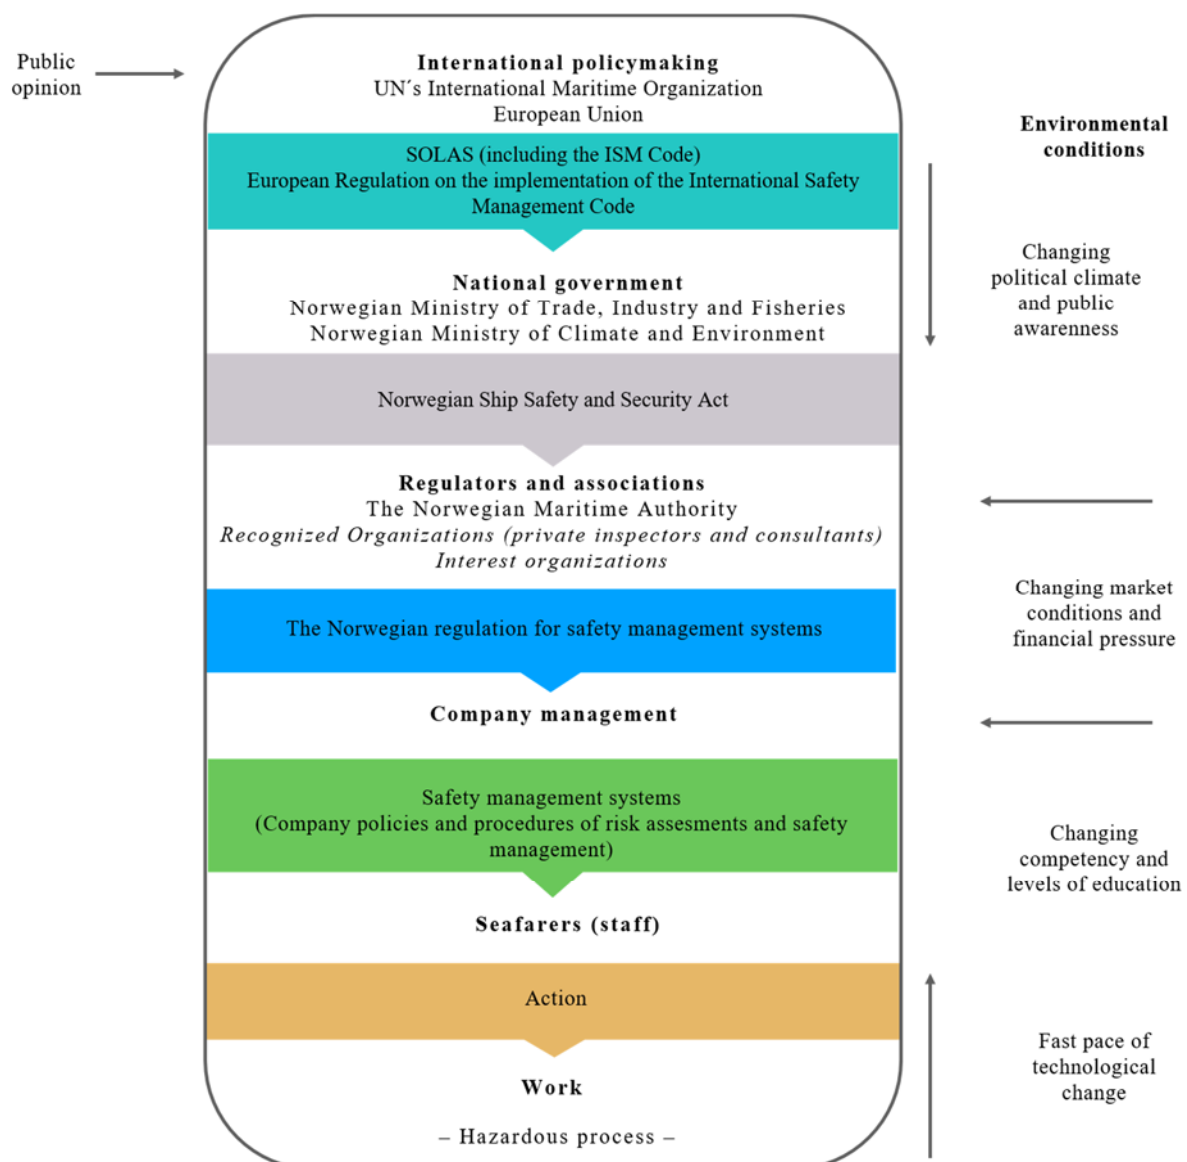 Public
opinion
International policymaking
UN´s International Maritime Organization
European Union
SOLAS (including the ISM Code)
European Regulation on the implementation of the International Safety
Management Code
National government
Norwegian Ministry of Trade, Industry and Fisheries
Norwegian Ministry of Climate and Environment
Norwegian Ship Safety and Security Act
Regulators and associations
The Norwegian Maritime Authority
Recognized Organizations (private inspectors and consultants)
Interest organizations
The Norwegian regulation for safety management systems
Company management
Safety management systems
(Company policies and procedures of risk assesments and safety
management)
Seafarers (staff)
Action
Work
– Hazardous process –
Environmental
conditions
Changing
political climate
and public
awarenness
Changing market
conditions and
financial pressure
Changing
competency and
levels of education
Fast pace of
technological
change